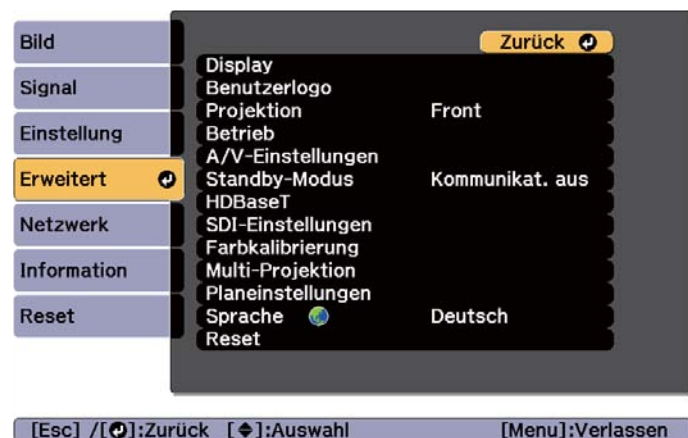 Bild
Signal
Einstellung
Erweitert
Netzwerk
Information
Reset
Zurück
Display
Benutzerlogo
Projektion Front
Betrieb
A/V-Einstellungen
Standby-Modus Kommunikat. aus
HDBaseT
SDI-Einstellungen
Farbkalibrierung
Multi-Projektion
Planeinstellungen
Sprache Deutsch
Reset
[Esc] /[⏎]:Zurück [◆]:Auswahl [Menu]:Verlassen